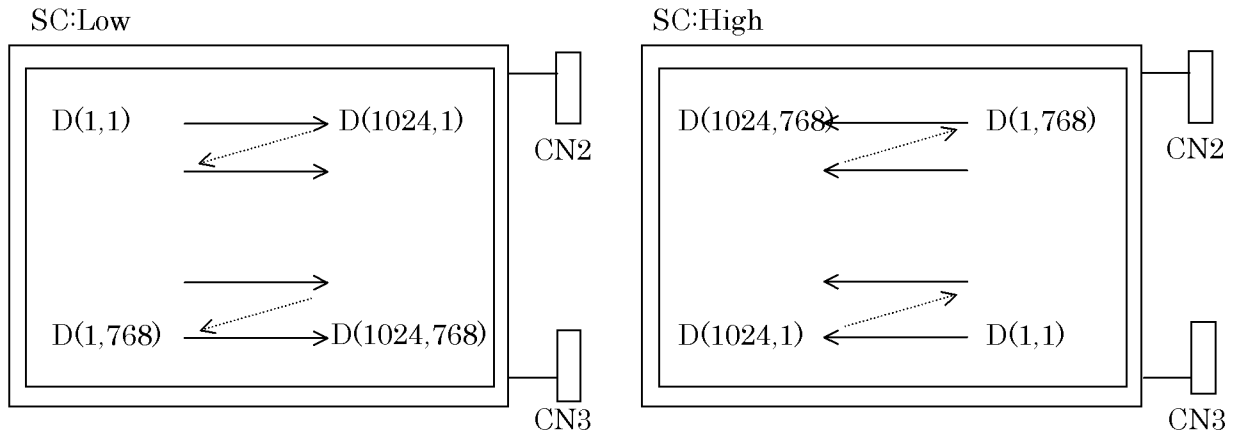 SC:Low
D(1,1) D(1024,1)
CN2
D(1,768) D(1024,768)
CN3
SC:High
D(1024,768) D(1,768)
CN2
D(1024,1) D(1,1)
CN3